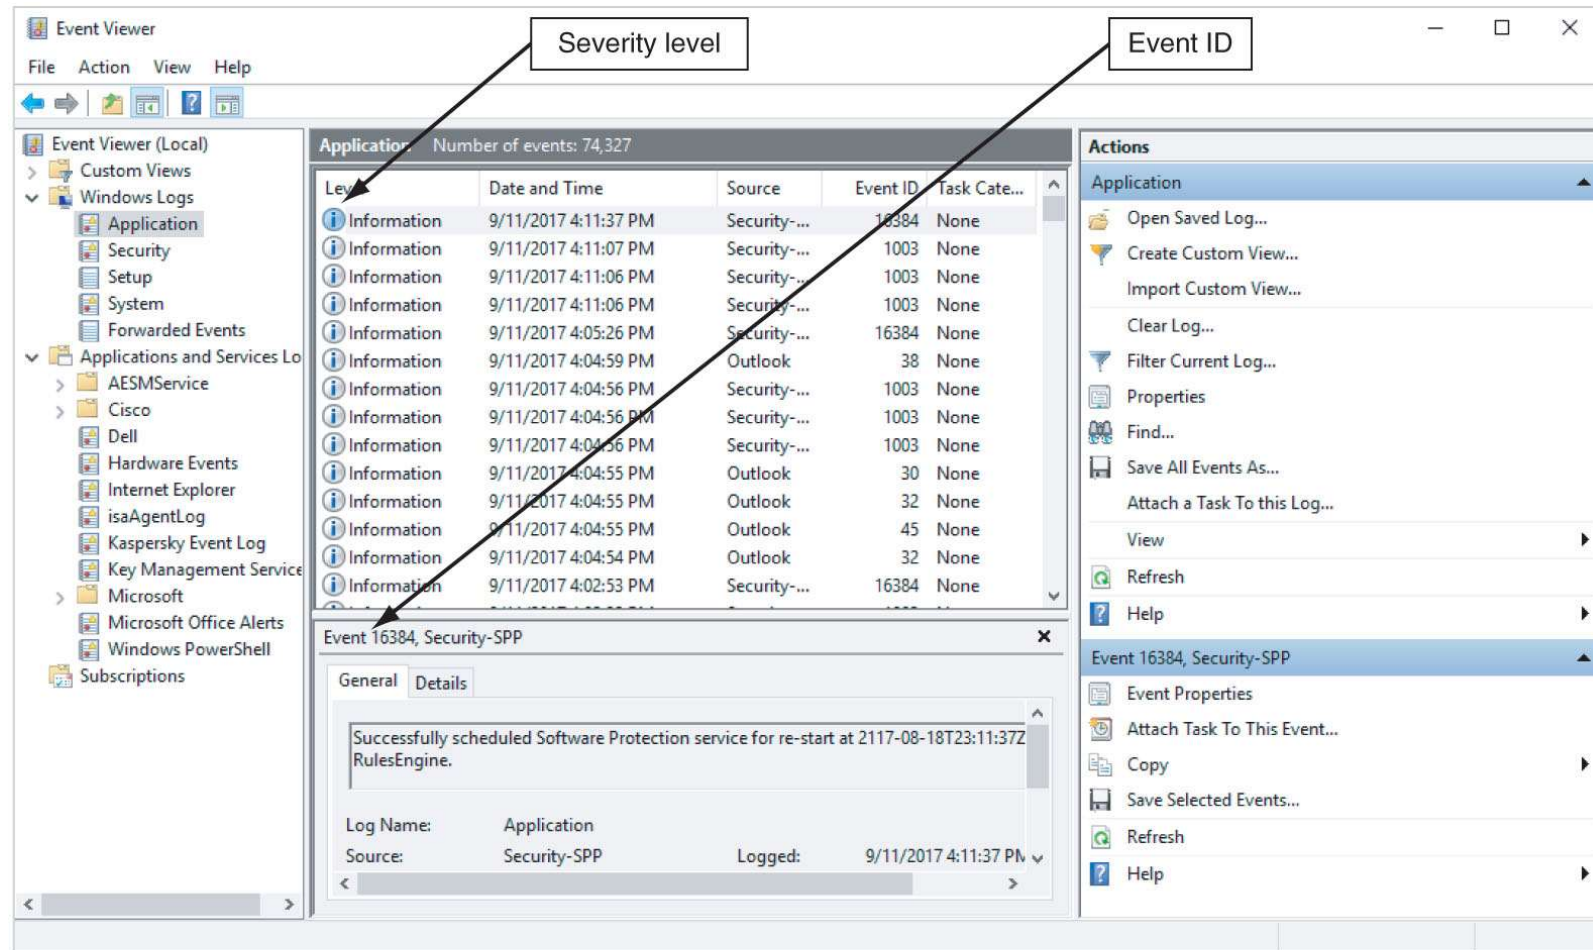 Event Viewer
Severity level
Event ID
File Action View Help
Event Viewer (Local)
Custom Views
Windows Logs
Application
Security
Setup
System
Forwarded Events
Applications and Services Lo
AESMService
Cisco
Dell
Hardware Events
Internet Explorer
isaAgentLog
Kaspersky Event Log
Key Management Service
Microsoft
Microsoft Office Alerts
Windows PowerShell
Subscriptions
Application Number of events: 74,327
Date and Time Source Event ID Task Cate...
Information 9/11/2017 4:11:37 PM Security-... 16384 None
Information 9/11/2017 4:11:07 PM Security-... 1003 None
Information 9/11/2017 4:11:06 PM Security-... 1003 None
Information 9/11/2017 4:11:06 PM Security-... 1003 None
Information 9/11/2017 4:05:26 PM Security-... 16384 None
Information 9/11/2017 4:04:59 PM Outlook 38 None
Information 9/11/2017 4:04:56 PM Security-... 1003 None
Information 9/11/2017 4:04:56 PM Security-... 1003 None
Information 9/11/2017 4:04:56 PM Security-... 1003 None
Information 9/11/2017 4:04:55 PM Outlook 30 None
Information 9/11/2017 4:04:55 PM Outlook 32 None
Information 9/11/2017 4:04:55 PM Outlook 45 None
Information 9/11/2017 4:04:54 PM Outlook 32 None
Information 9/11/2017 4:02:53 PM Security-... 16384 None
Event 16384, Security-SPP
General Details
Successfully scheduled Software Protection service for re-start at 2117-08-18T23:11:37Z
RulesEngine.
Log Name: Application
Source: Security-SPP Logged: 9/11/2017 4:11:37 PM
Actions
Application
Open Saved Log...
Create Custom View...
Import Custom View...
Clear Log...
Filter Current Log...
Properties
Find...
Save All Events As...
Attach a Task To this Log...
View
Refresh
Help
Event 16384, Security-SPP
Event Properties
Attach Task To This Event...
Copy
Save Selected Events...
Refresh
Help